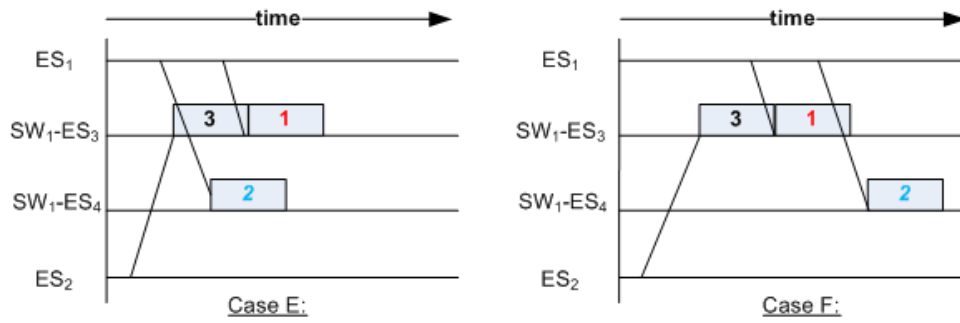 time time
ES₁ ES₁
SW₁-ES₃ 3 1 SW₁-ES₃ 3 1
SW₁-ES₄ 2 SW₁-ES₄ 2
ES₂ ES₂
Case E: Case F: